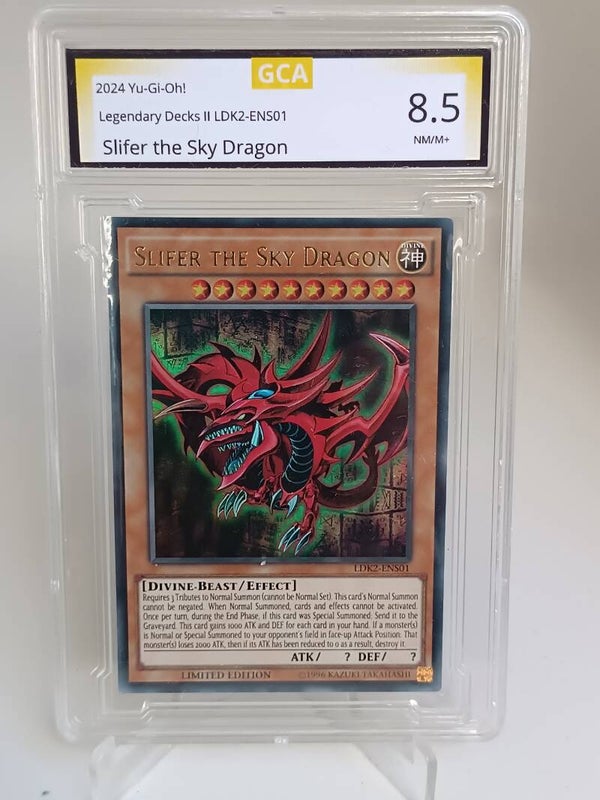 GCA
2024 Yu-Gi-Oh!
8.5
Legendary Decks II LDK2-ENS01
NM/M+
Slifer the Sky Dragon
SLIFER THE SKY DRAGON
DIVINE
神
LDK2-ENS01
[DIVINE-BEAST/EFFECT]
Requires 3 Tributes to Normal Summon (cannot be Normal Set). This card's Normal Summon
cannot be negated. When Normal Summoned, cards and effects cannot be activated.
Once per turn, during the End Phase, if this card was Special Summoned: Send it to the
Graveyard. This card gains 1000 ATK and DEF for each card in your hand. If a monster(s)
is Normal or Special Summoned to your opponent's field in face-up Attack Position: That
monster(s) loses 2000 ATK, then if its ATK has been reduced to 0 as a result, destroy it.
ATK/ ? DEF/ ?
LIMITED EDITION ©1996 KAZUKI TAKAHASHI